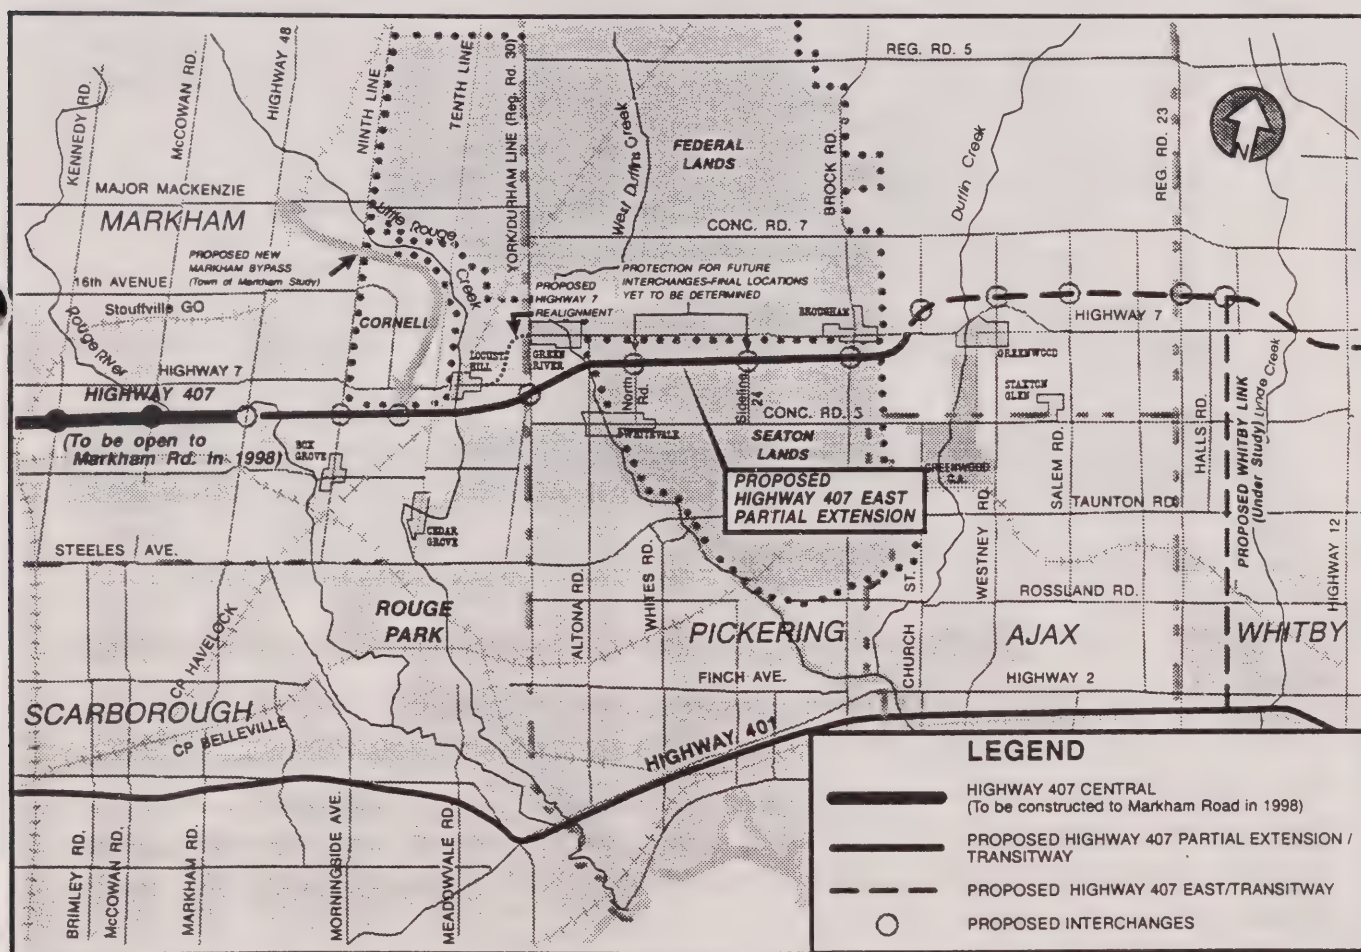 REG. RD. 5
KENNEDY RD.
McCOWAN RD.
HIGHWAY 48
NINTH LINE
TENTH LINE
YORK/DURHAM LINE (Reg. Rd. 30)
West Duffins Creek
FEDERAL
LANDS
BROCK RD.
Duffin Creek
REG. RD. 23
N
MAJOR MACKENZIE
MARKHAM
Little Rouge
Creek
CONC. RD. 7
PROPOSED NEW
MARKHAM BYPASS
(Town of Markham Study)
16th AVENUE
Stouffville GO
Rouge River
CORNELL
PROPOSED
HIGHWAY 7
REALIGNMENT
PROTECTION FOR FUTURE
INTERCHANGES-FINAL LOCATIONS
YET TO BE DETERMINED
BROUGHAM
HIGHWAY 7
LOCUST
HILL
GREEN
RIVER
GREENWOOD
HIGHWAY 7
HIGHWAY 407
(To be open to
Markham Rd. in 1998)
BOX
GROVE
North
Rd.
Sideline
24
CONC. RD. 5
WHITEVALE
SEATON
LANDS
GREENWOOD
C.A.
SALEM RD.
HALLS RD.
PROPOSED WHITBY LINK
(Under Study)
Lynde Creek
PROPOSED
HIGHWAY 407 EAST
PARTIAL EXTENSION
TAUNTON RD.
CEDAR
GROVE
STEELES AVE.
ALTONA RD.
WHITES RD.
CHURCH ST.
WESTNEY RD.
ROSSLAND RD.
HIGHWAY 12
ROUGE
PARK
PICKERING
AJAX
WHITBY
CP HAVELOCK
FINCH AVE.
HIGHWAY 2
SCARBOROUGH
CP BELLEVILLE
HIGHWAY 401
BRIMLEY RD.
McCOWAN RD.
MARKHAM RD.
MORNINGSIDE AVE.
MEADOWVALE RD.
LEGEND
HIGHWAY 407 CENTRAL
(To be constructed to Markham Road in 1998)
PROPOSED HIGHWAY 407 PARTIAL EXTENSION /
TRANSITWAY
PROPOSED HIGHWAY 407 EAST/TRANSITWAY
PROPOSED INTERCHANGES